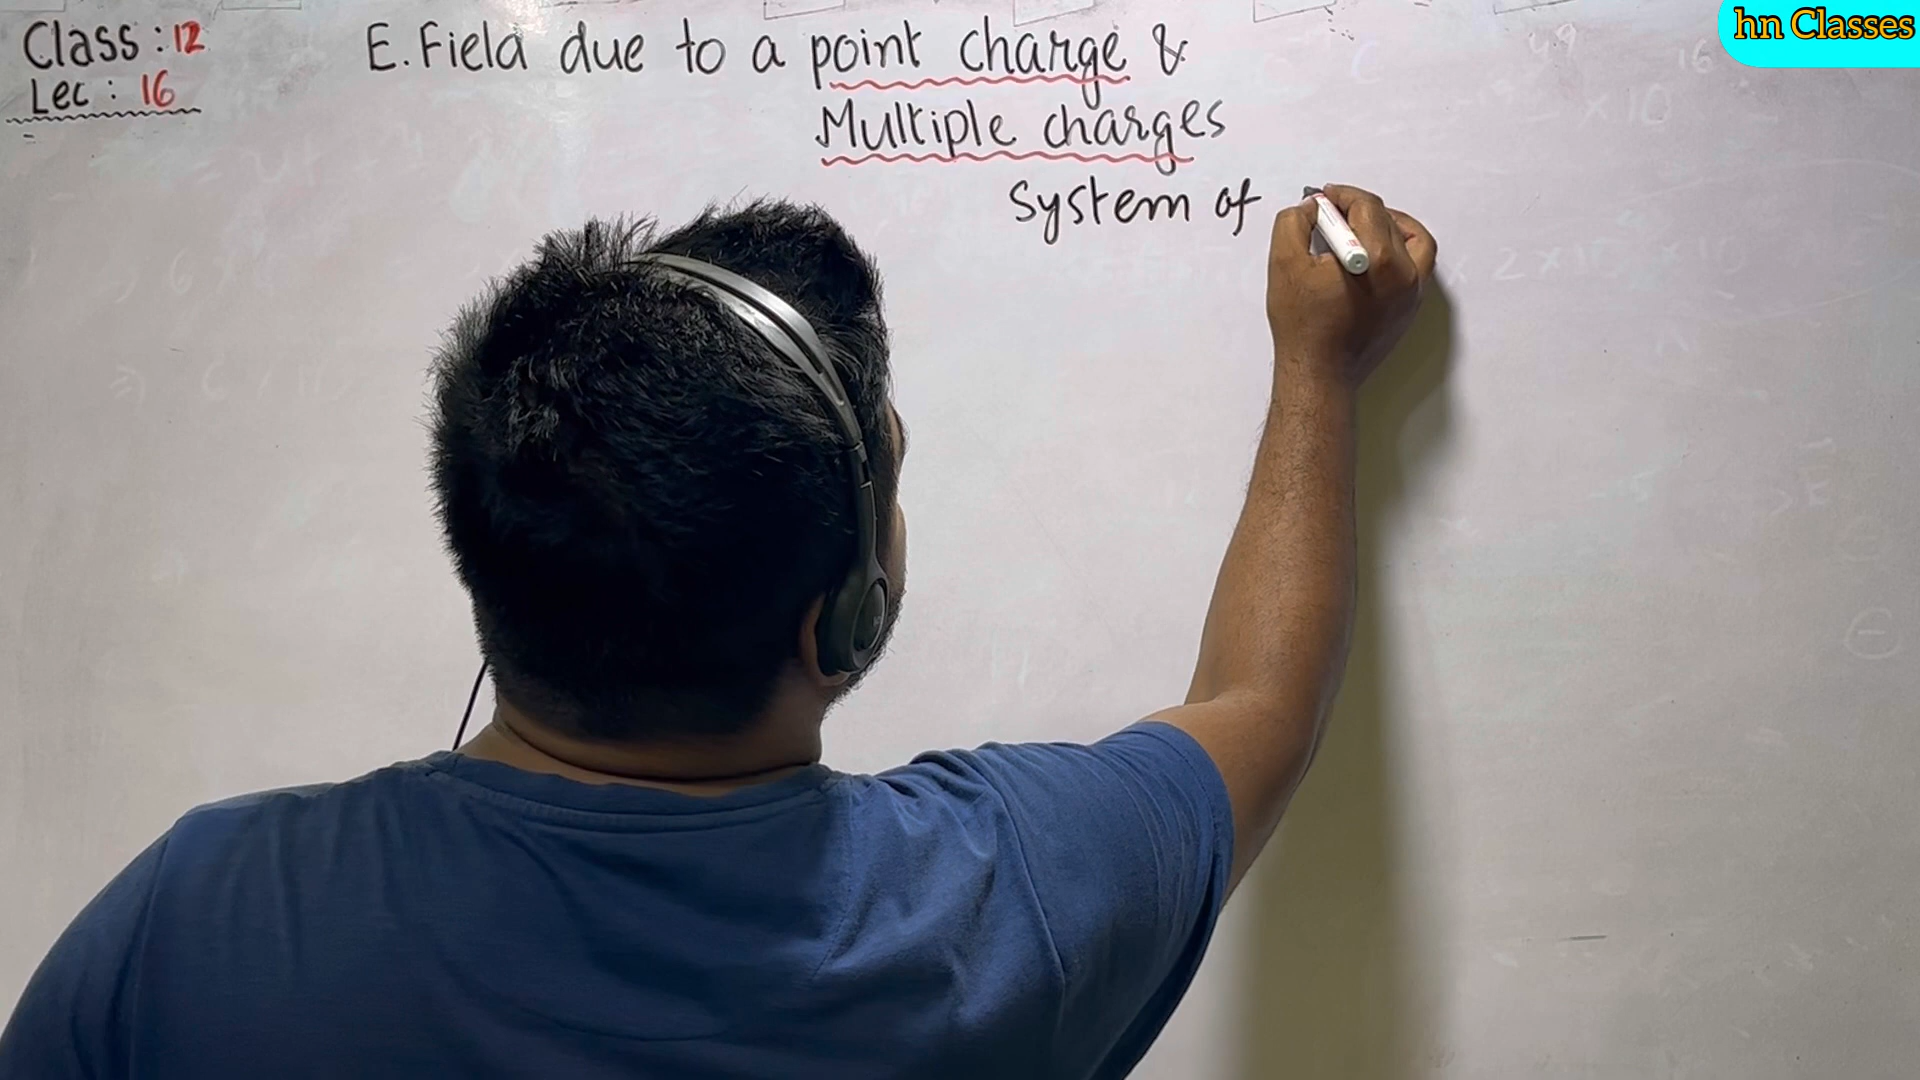 hn Classes
Class : 12
Lec : 16
E. Field due to a point charge &
Multiple charges
System of